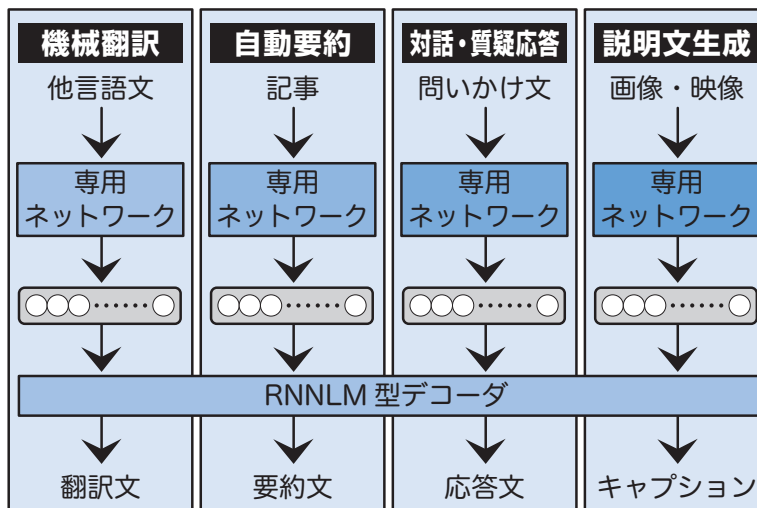 機械翻訳
他言語文
専用
ネットワーク
翻訳文
自動要約
記事
専用
ネットワーク
要約文
対話・質疑応答
問いかけ文
専用
ネットワーク
応答文
説明文生成
画像・映像
専用
ネットワーク
キャプション
RNNLM 型デコーダ